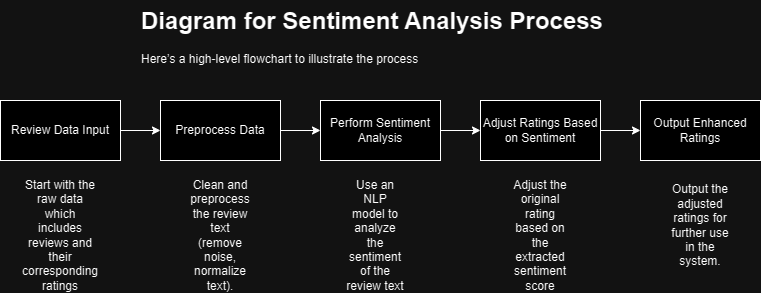 Diagram for Sentiment Analysis Process
Here's a high-level flowchart to illustrate the process
Review Data Input
Preprocess Data
Perform Sentiment
Analysis
Adjust Ratings Based
on Sentiment
Output Enhanced
Ratings
Start with the
raw data
which
includes
reviews and
their
corresponding
ratings
Clean and
preprocess
the review
text
(remove
noise,
normalize
text).
Use an
NLP
model to
analyze
the
sentiment
of the
review text
Adjust the
original
rating
based on
the
extracted
sentiment
score
Output the
adjusted
ratings for
further use
in the
system.